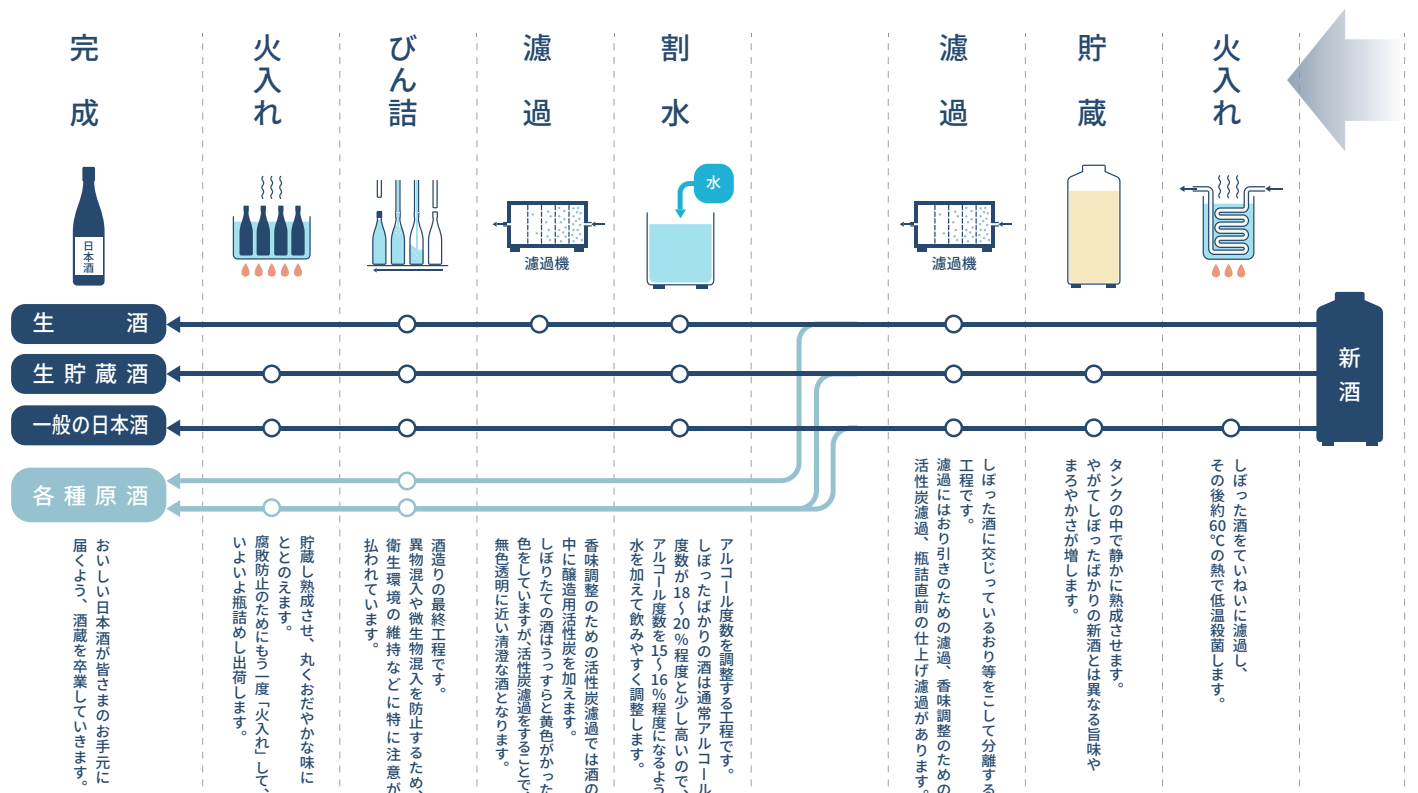 火入れ
貯蔵
濾過
割水
濾過
びん詰
火入れ
完成
濾過機
水
濾過機
日本酒
新酒
生酒
生貯蔵酒
一般の日本酒
各種原酒
しぼった酒をていねいに濾過し、
その後約60℃の熱で低温殺菌します。
タンクの中で静かに熟成させます。
やがてしぼったばかりの新酒とは異なる旨味や
まろやかさが増します。
しぼった酒に交じっているおり等をこして分離する
工程です。
濾過にはおり引きのための濾過、香味調整のための
活性炭濾過、瓶詰直前の仕上げ濾過があります。
アルコール度数を調整する工程です。
しぼったばかりの酒は通常アルコール
度数が18〜20％程度と少し高いので、
アルコール度数を15〜16％程度になるよう
水を加えて飲みやすく調整します。
香味調整のための活性炭濾過では酒の
中に醸造用活性炭を加えます。
しぼりたての酒はうっすらと黄色がかった
色をしていますが、活性炭濾過をすることで、
無色透明に近い清澄な酒となります。
酒造りの最終工程です。
異物混入や微生物混入を防止するため、
衛生環境の維持などに特に注意が
払われています。
貯蔵し熟成させ、丸くおだやかな味に
ととのえます。
腐敗防止のためにもう一度「火入れ」して、
いよいよ瓶詰めし出荷します。
おいしい日本酒が皆さまのお手元に
届くよう、酒蔵を卒業していきます。